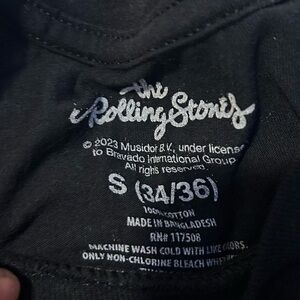 the
Rolling Stones
© 2023 Musidor B.V., under license
to Bravado International Group
All rights reserved.
S (34/36)
100% COTTON
MADE IN BANGLADESH
RN# 117508
MACHINE WASH COLD WITH LIKE COLORS.
ONLY NON-CHLORINE BLEACH WHEN